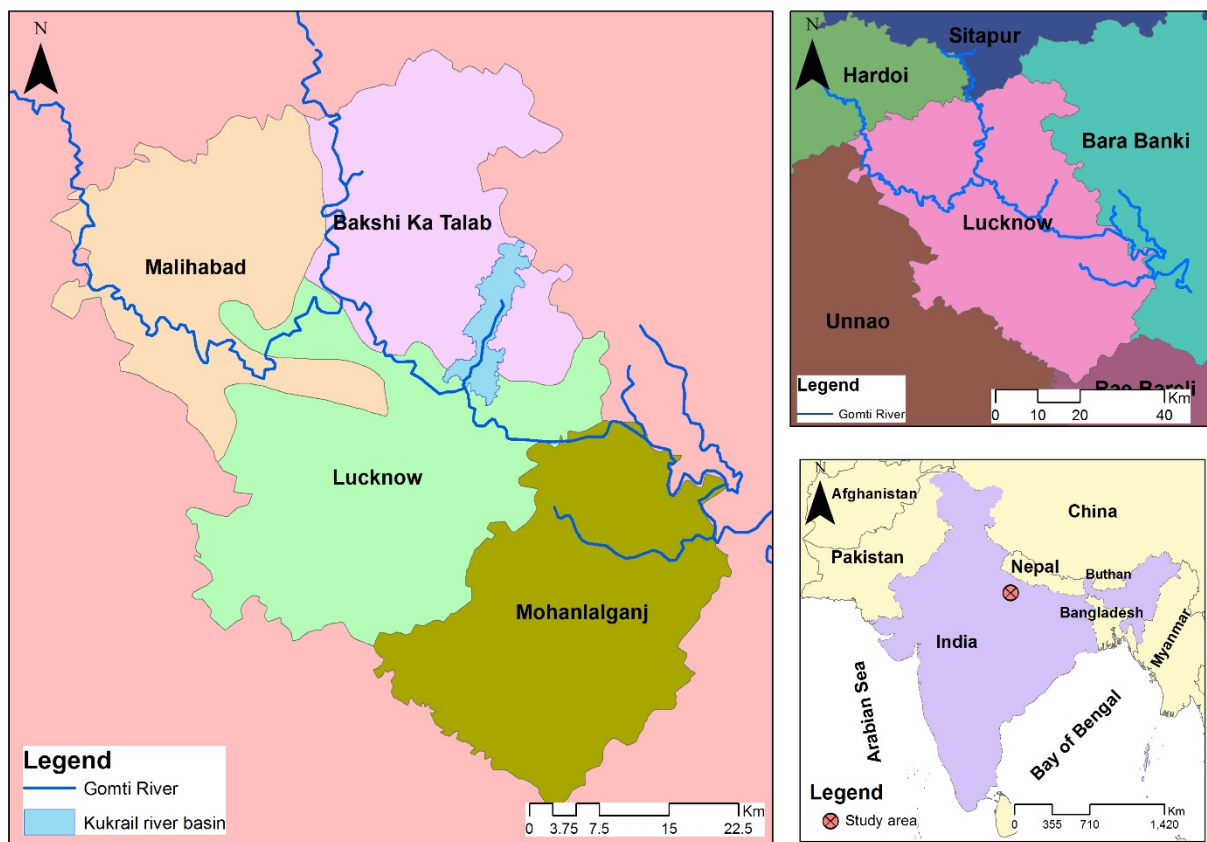 N
Bakshi Ka Talab
Malihabad
Lucknow
Mohanlalganj
Legend
Gomti River
Kukrail river basin
Km
0 3.75 7.5 15 22.5
N
Sitapur
Hardoi
Bara Banki
Lucknow
Unnao
Rae Bareli
Legend
Gomti River
Km
0 10 20 40
N
Afghanistan
China
Pakistan
Nepal
Buthan
Bangladesh
India
Myanmar
Arabian Sea
Bay of Bengal
Legend
Study area
Km
0 355 710 1,420